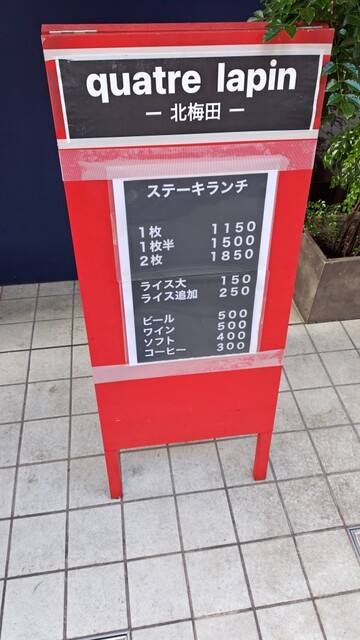 quatre lapin
ー 北梅田 ー
ステーキランチ
1枚 1150
1枚半 1500
2枚 1850
ライス大 150
ライス追加 250
ビール 500
ワイン 500
ソフト 400
コーヒー 300